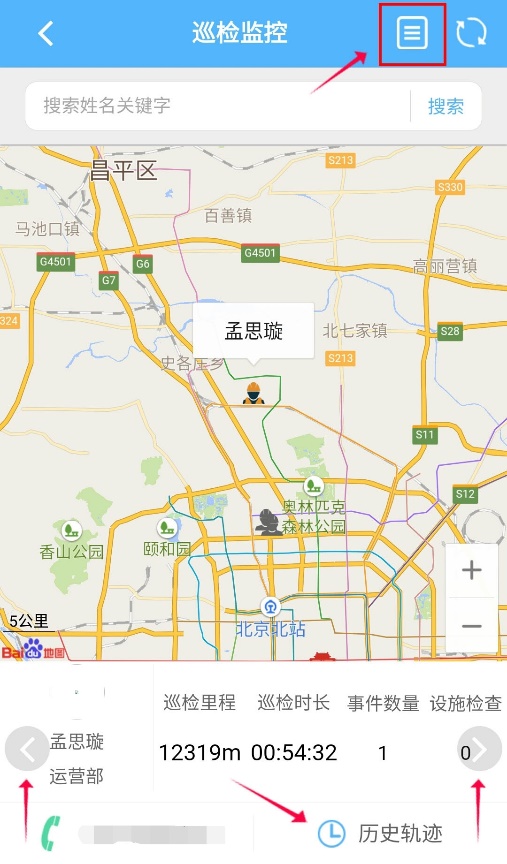 巡检监控
搜索姓名关键字
搜索
昌平区
S213
S330
百善镇
马池口镇
G4501
G4501
G6
G7
高丽营镇
324
孟思璇
北七家镇
S28
史各庄乡
S213
S11
S12
奥林匹克
森林公园
香山公园
颐和园
5公里
北京北站
Bai du 地图
巡检里程
巡检时长
事件数量
设施检查
孟思璇
12319m
00:54:32
1
0
运营部
历史轨迹